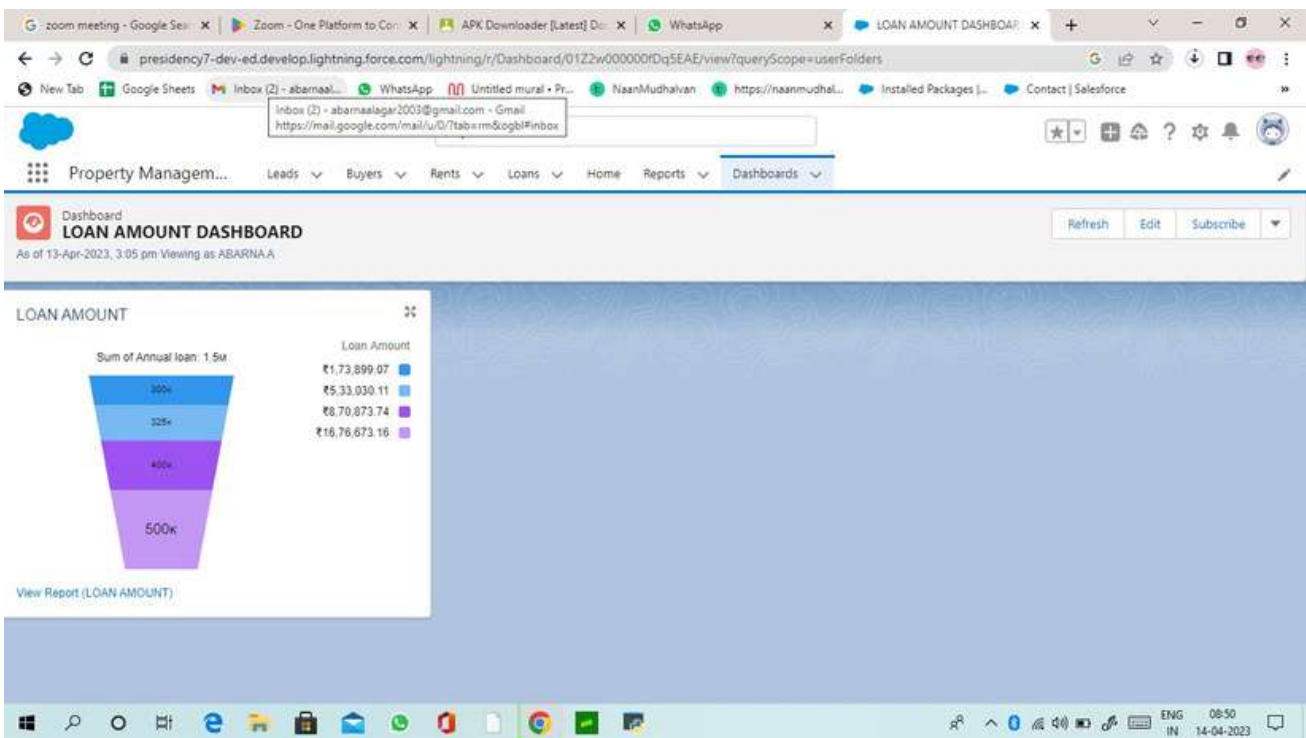 zoom meeting - Google Sear
Zoom - One Platform to Con
APK Downloader [Latest] Do
WhatsApp
LOAN AMOUNT DASHBOAR
presidency7-dev-ed.develop.lightning.force.com/lightning/r/Dashboard/01Z2w000000fDq5EAE/view?queryScope=userFolders
New Tab
Google Sheets
Inbox (2) - abarnaal...
WhatsApp
Untitled mural • Pr...
NaanMudhalvan
https://naanmudhal...
Installed Packages |...
Contact | Salesforce
Inbox (2) - abarnaalagar2003@gmail.com - Gmail
https://mail.google.com/mail/u/0/?tab=rm&ogbl#inbox
Property Managem...
Leads
Buyers
Rents
Loans
Home
Reports
Dashboards
Dashboard
LOAN AMOUNT DASHBOARD
As of 13-Apr-2023, 3:05 pm Viewing as ABARNA A
Refresh
Edit
Subscribe
LOAN AMOUNT
Sum of Annual loan: 1.5M
300K
325K
400K
500K
Loan Amount
₹1,73,899.07
₹5,33,030.11
₹8,70,873.74
₹16,76,673.16
View Report (LOAN AMOUNT)
ENG
IN
08:50
14-04-2023